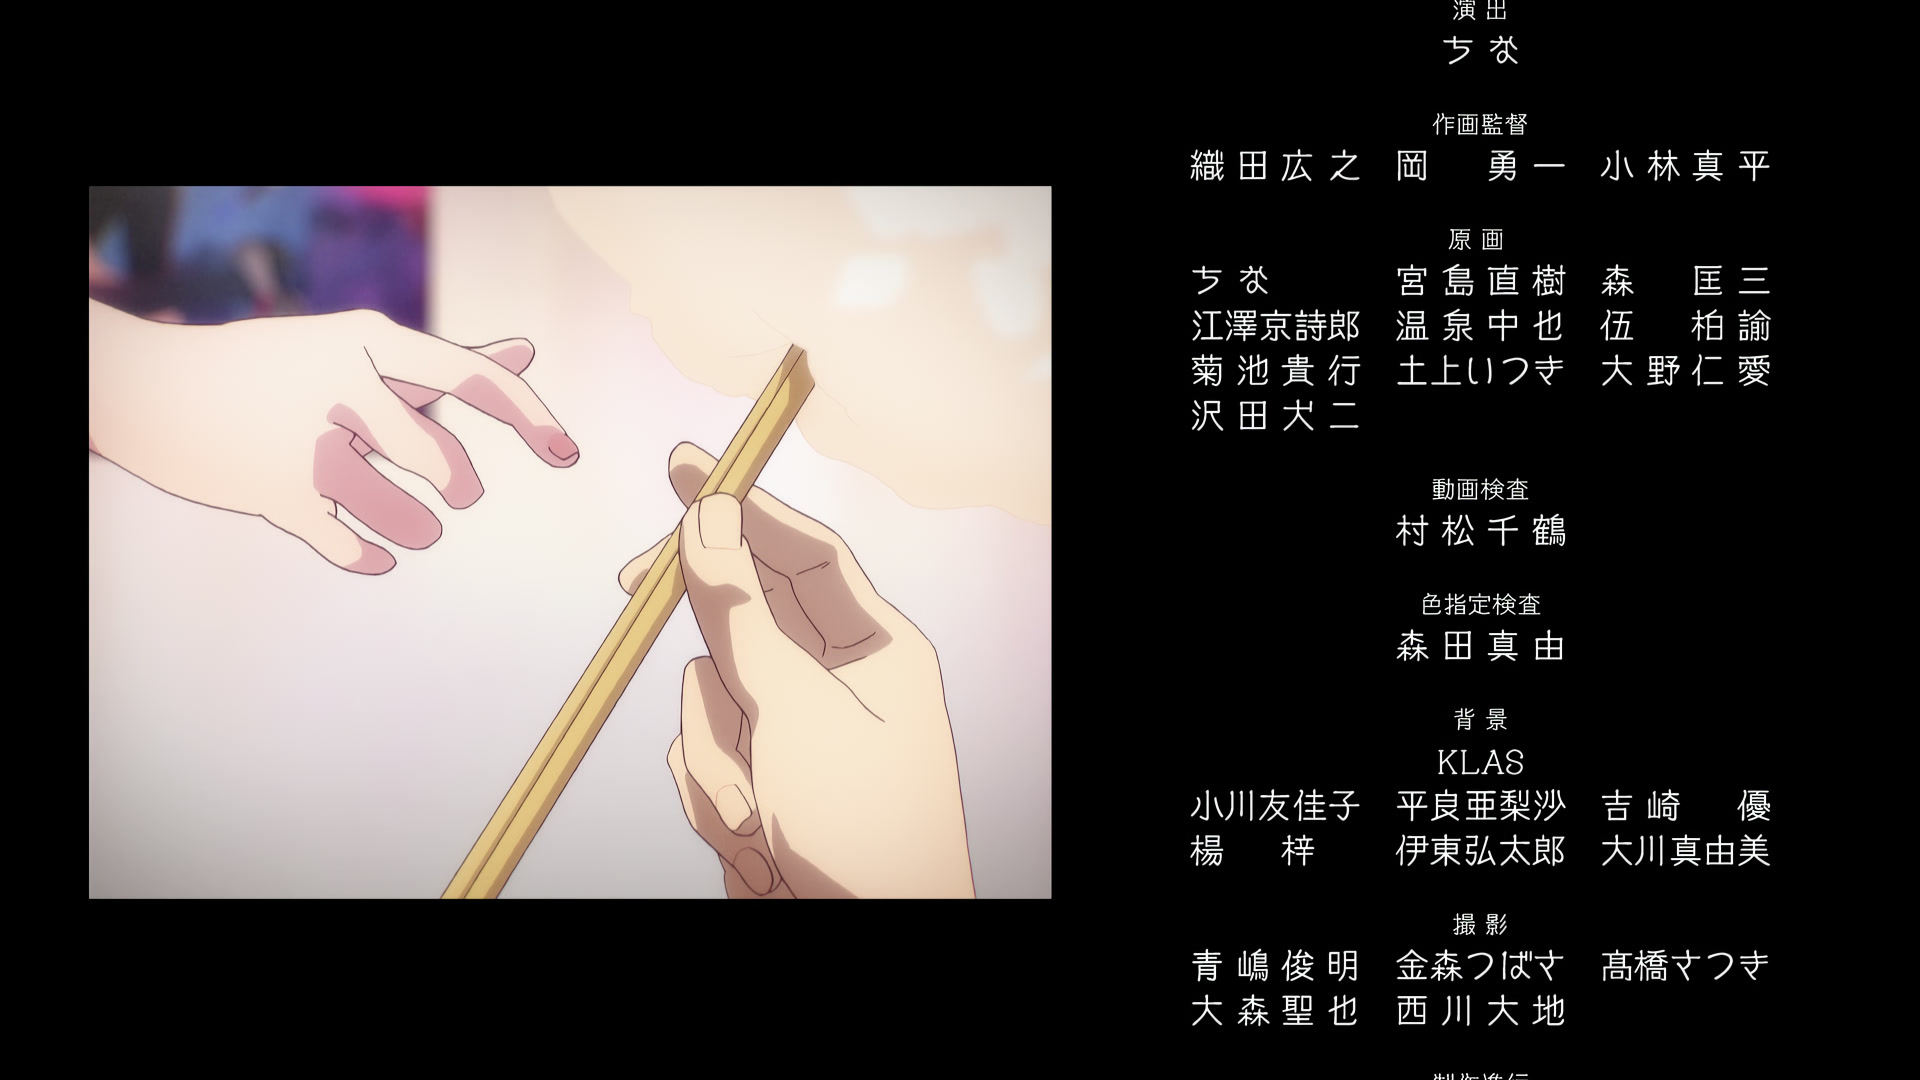 演出
ちな
作画監督
織田広之 岡勇一 小林真平
原画
ちな 宮島直樹 森匡三
江澤京詩郎 温泉中也 伍柏諭
菊池貴行 土上いつき 大野仁愛
沢田犬二
動画検査
村松千鶴
色指定検査
森田真由
背景
KLAS
小川友佳子 平良亜梨沙 吉崎優
楊梓 伊東弘太郎 大川真由美
撮影
青嶋俊明 金森つばさ 髙橋さつき
大森聖也 西川大地
制作進行